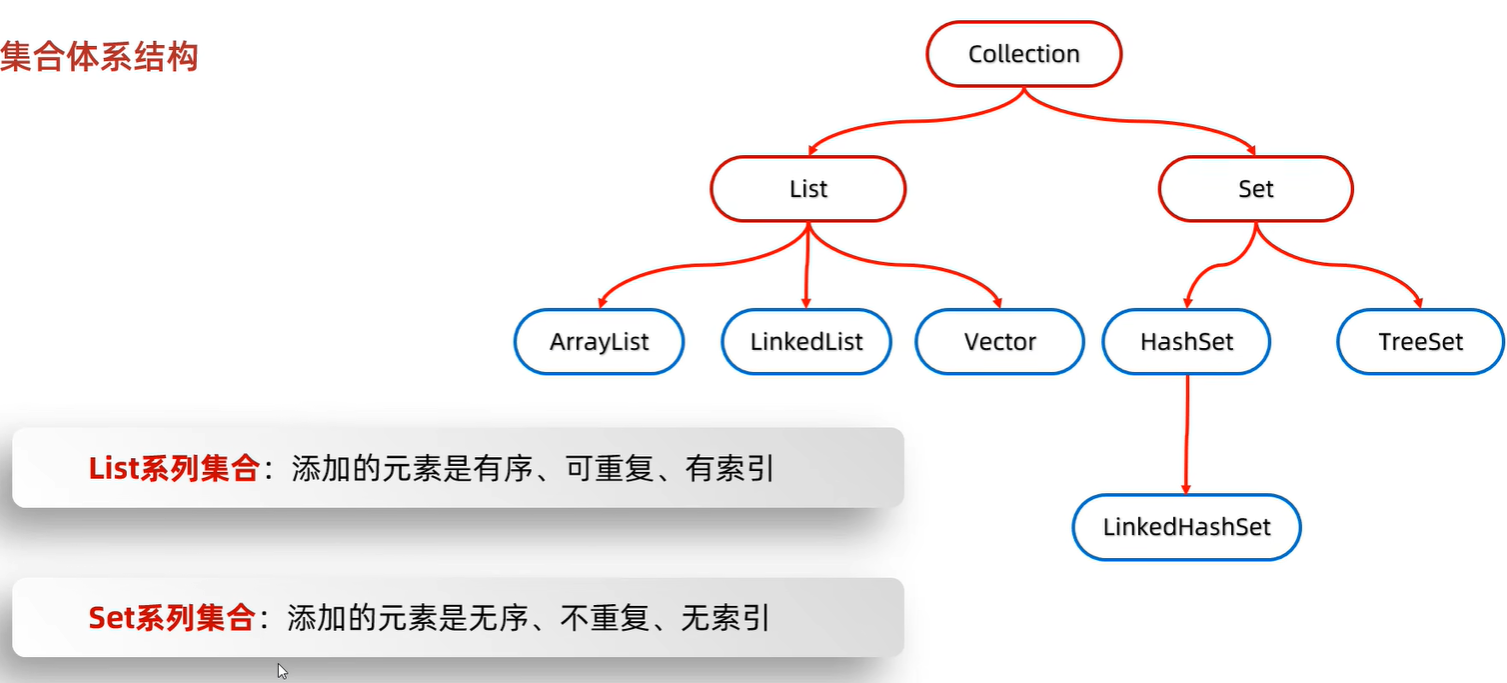 集合体系结构
Collection
List
Set
ArrayList
LinkedList
Vector
HashSet
TreeSet
LinkedHashSet
List系列集合：添加的元素是有序、可重复、有索引
Set系列集合：添加的元素是无序、不重复、无索引